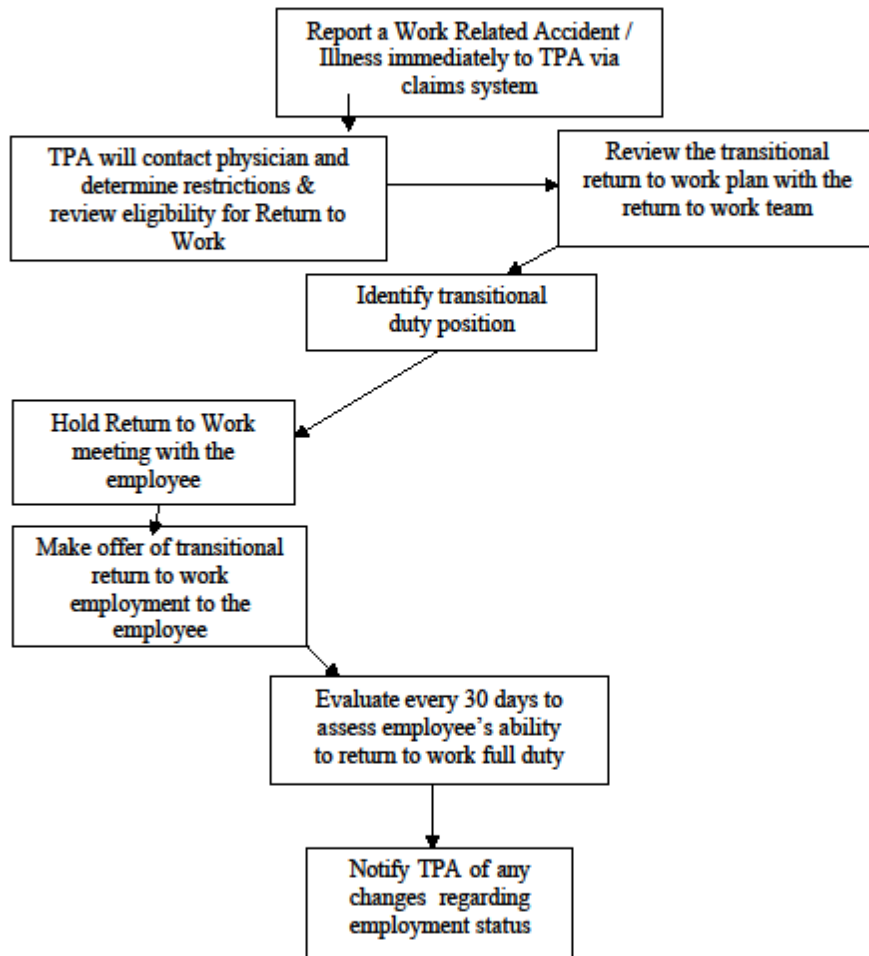 Report a Work Related Accident /
Illness immediately to TPA via
claims system
TPA will contact physician and
determine restrictions &
review eligibility for Return to
Work
Review the transitional
return to work plan with the
return to work team
Identify transitional
duty position
Hold Return to Work
meeting with the
employee
Make offer of transitional
return to work
employment to the
employee
Evaluate every 30 days to
assess employee’s ability
to return to work full duty
Notify TPA of any
changes regarding
employment status